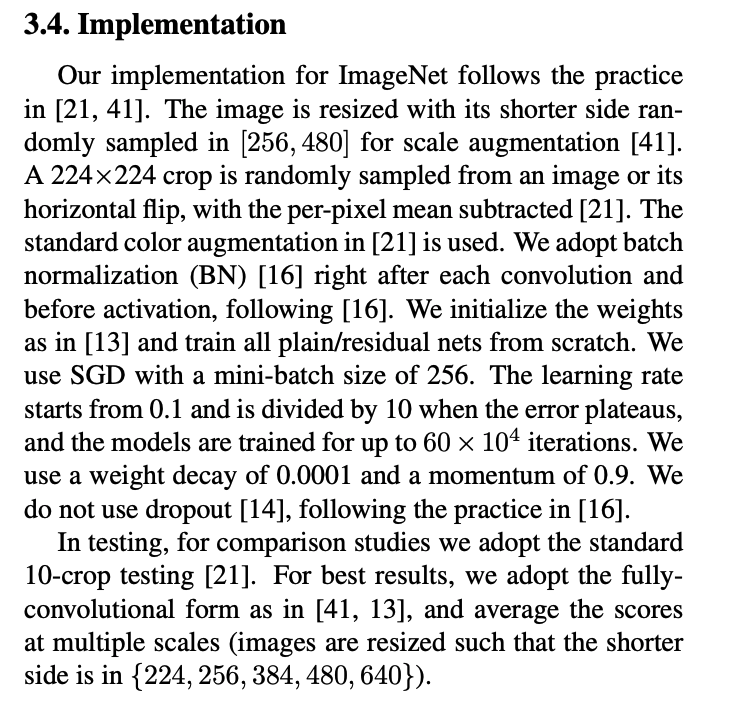 3.4. Implementation
Our implementation for ImageNet follows the practice
in [21, 41]. The image is resized with its shorter side ran-
domly sampled in [256, 480] for scale augmentation [41].
A 224×224 crop is randomly sampled from an image or its
horizontal flip, with the per-pixel mean subtracted [21]. The
standard color augmentation in [21] is used. We adopt batch
normalization (BN) [16] right after each convolution and
before activation, following [16]. We initialize the weights
as in [13] and train all plain/residual nets from scratch. We
use SGD with a mini-batch size of 256. The learning rate
starts from 0.1 and is divided by 10 when the error plateaus,
and the models are trained for up to 60 × 10⁴ iterations. We
use a weight decay of 0.0001 and a momentum of 0.9. We
do not use dropout [14], following the practice in [16].
In testing, for comparison studies we adopt the standard
10-crop testing [21]. For best results, we adopt the fully-
convolutional form as in [41, 13], and average the scores
at multiple scales (images are resized such that the shorter
side is in {224, 256, 384, 480, 640}).